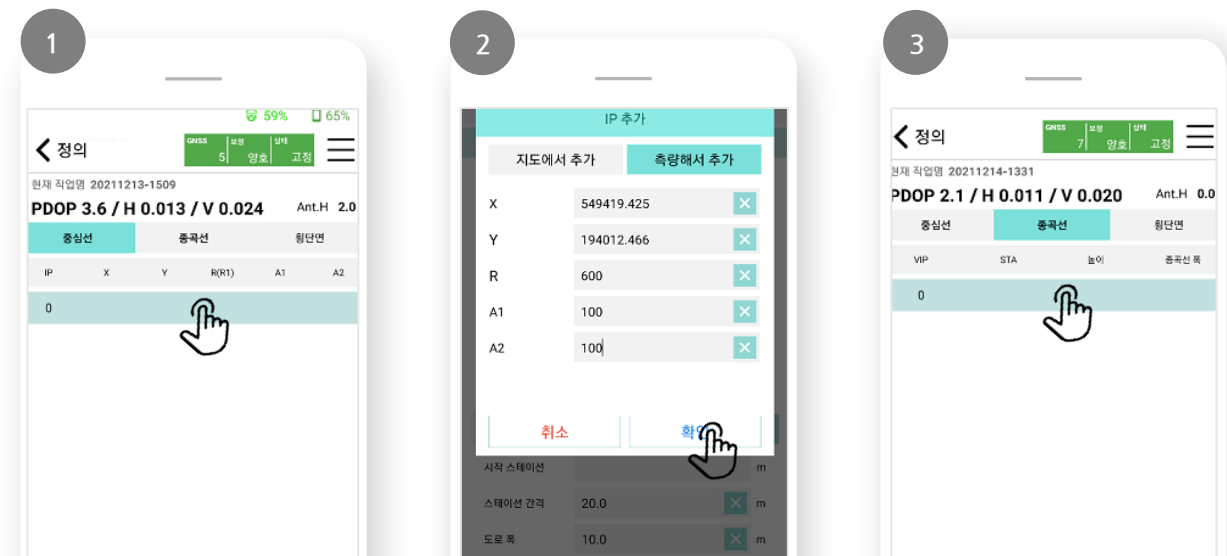 1
59% 65%
정의
GNSS 보정 상태
5 양호 고정
현재 작업명 20211213-1509
PDOP 3.6 / H 0.013 / V 0.024 Ant.H 2.0
중심선 종곡선 횡단면
IP X Y R(R1) A1 A2
0
2
IP 추가
지도에서 추가 측량해서 추가
X 549419.425
Y 194012.466
R 600
A1 100
A2 100
취소 확인
시작 스테이션 m
스테이션 간격 20.0 m
도로 폭 10.0 m
3
정의
GNSS 보정 상태
7 양호 고정
현재 작업명 20211214-1331
PDOP 2.1 / H 0.011 / V 0.020 Ant.H 0.0
중심선 종곡선 횡단면
VIP STA 높이 종곡선 폭
0